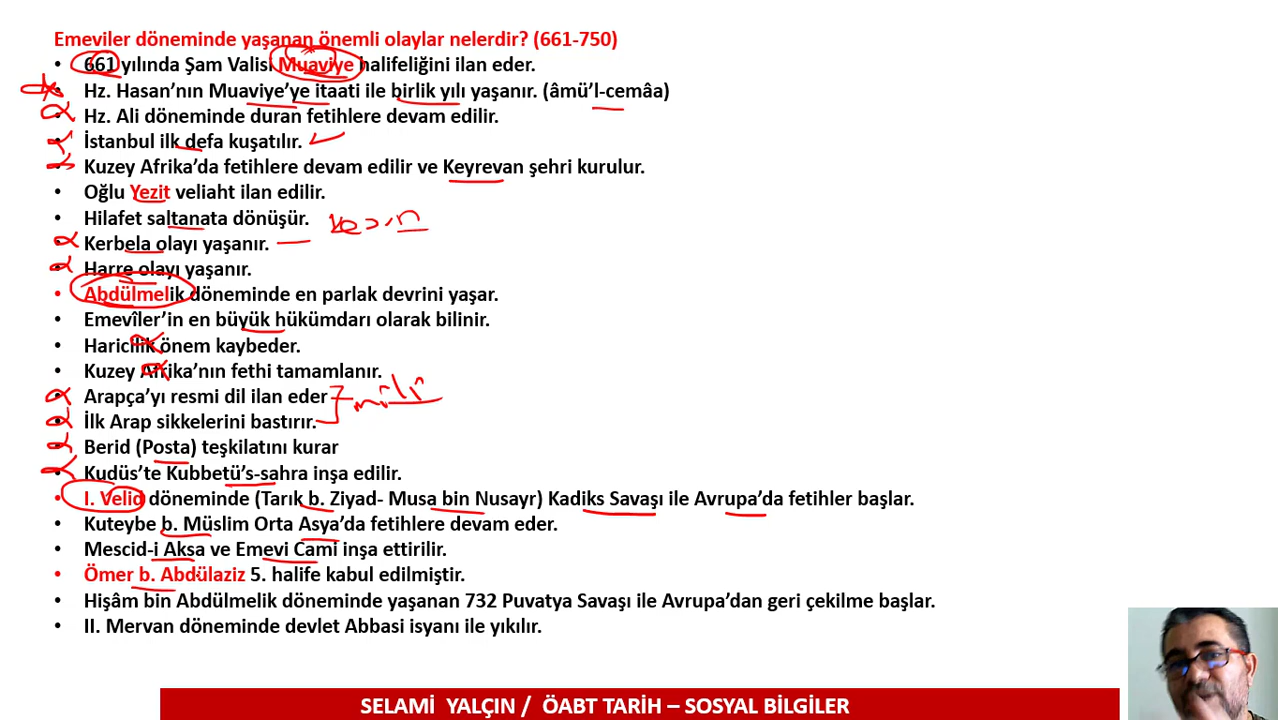 Emeviler döneminde yaşanan önemli olaylar nelerdir? (661-750)
• 661 yılında Şam Valisi Muaviye halifeliğini ilan eder.
• Hz. Hasan’nın Muaviye’ye itaati ile birlik yılı yaşanır. (âmü’l-cemâa)
• Hz. Ali döneminde duran fetihlere devam edilir.
• İstanbul ilk defa kuşatılır.
• Kuzey Afrika’da fetihlere devam edilir ve Keyrevan şehri kurulur.
• Oğlu Yezit veliaht ilan edilir.
• Hilafet saltanata dönüşür.
• Kerbela olayı yaşanır.
• Harre olayı yaşanır.
• Abdülmelik döneminde en parlak devrini yaşar.
• Emevîler’in en büyük hükümdarı olarak bilinir.
• Haricilik önem kaybeder.
• Kuzey Afrika’nın fethi tamamlanır.
• Arapça’yı resmi dil ilan eder
• İlk Arap sikkelerini bastırır.
• Berid (Posta) teşkilatını kurar
• Kudüs’te Kubbetü’s-sahra inşa edilir.
• I. Velid döneminde (Tarık b. Ziyad- Musa bin Nusayr) Kadiks Savaşı ile Avrupa’da fetihler başlar.
• Kuteybe b. Müslim Orta Asya’da fetihlere devam eder.
• Mescid-i Aksa ve Emevi Cami inşa ettirilir.
• Ömer b. Abdülaziz 5. halife kabul edilmiştir.
• Hişâm bin Abdülmelik döneminde yaşanan 732 Puvatya Savaşı ile Avrupa’dan geri çekilme başlar.
• II. Mervan döneminde devlet Abbasi isyanı ile yıkılır.
SELAMİ YALÇIN / ÖABT TARİH – SOSYAL BİLGİLER